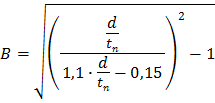 B = √((d/tₙ / (1,1 · d/tₙ − 0,15))² − 1)